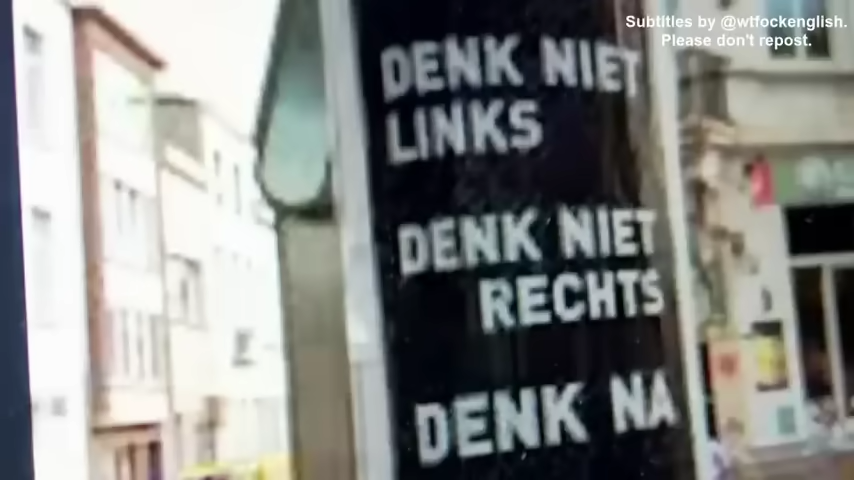 Subtitles by @wtfockenglish.
Please don't repost.
DENK NIET
LINKS
DENK NIET
RECHTS
DENK NA